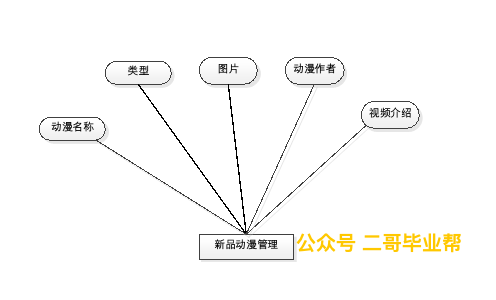 类型
图片
动漫作者
视频介绍
动漫名称
新品动漫管理
公众号 二哥毕业帮